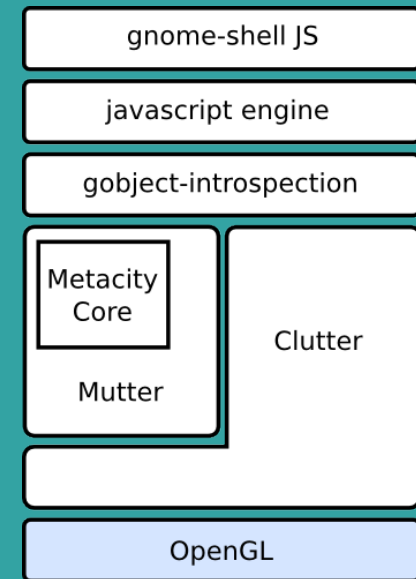 gnome-shell JS
javascript engine
gobject-introspection
Metacity
Core
Mutter
Clutter
OpenGL